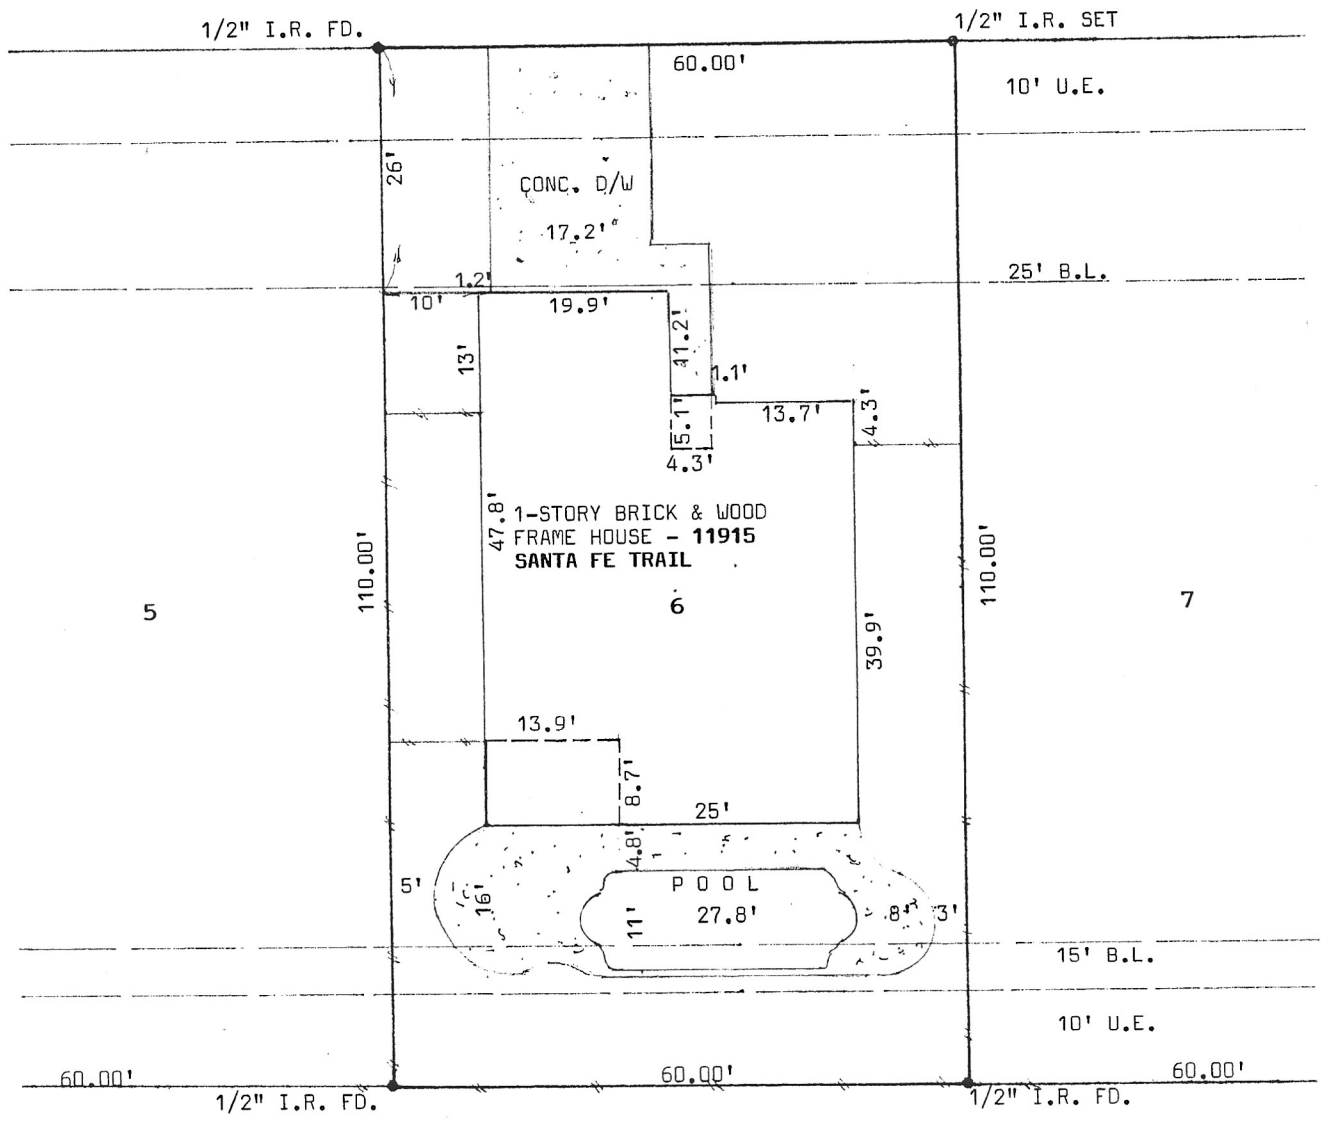 1/2" I.R. FD.
1/2" I.R. SET
60.00'
10' U.E.
26'
CONC. D/W
17.2'
25' B.L.
1.2'
10'
19.9'
13'
11.2'
1.1'
13.7'
4.3'
5.1'
4.3'
47.8'
1-STORY BRICK & WOOD
FRAME HOUSE - 11915
SANTA FE TRAIL
110.00'
110.00'
5
6
7
39.9'
13.9'
8.7'
25'
4.8'
POOL
5'
16'
11'
27.8'
8'
3'
15' B.L.
10' U.E.
60.00'
60.00'
60.00'
1/2" I.R. FD.
1/2" I.R. FD.